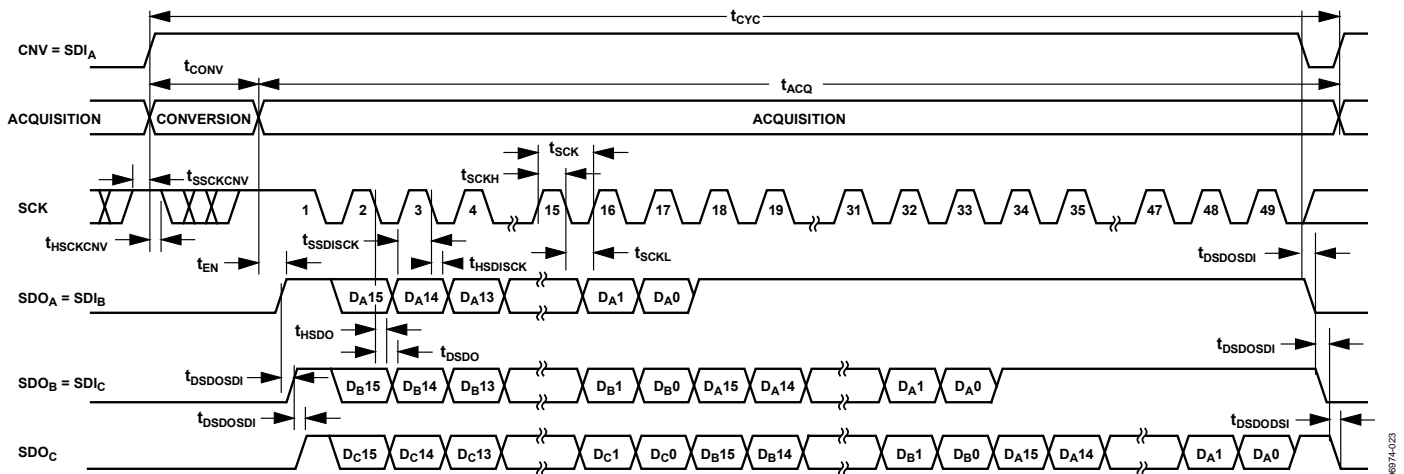 tCYC
CNV = SDIA
tCONV
tACQ
ACQUISITION CONVERSION ACQUISITION
tSCK
tSSCKCNV
tSCKH
SCK 1 2 3 4 15 16 17 18 19 31 32 33 34 35 47 48 49
tHSCKCNV
tSSDISCK
tSCKL
tEN
tHSDISCK
tDSDOSDI
SDOA = SDIB DA15 DA14 DA13 DA1 DA0
tHSDO
tDSDO
tDSDOSDI
tDSDOSDI
SDOB = SDIC DB15 DB14 DB13 DB1 DB0 DA15 DA14 DA1 DA0
tDSDOSDI
tDSDODSI
SDOC DC15 DC14 DC13 DC1 DC0 DB15 DB14 DB1 DB0 DA15 DA14 DA1 DA0
06974-023